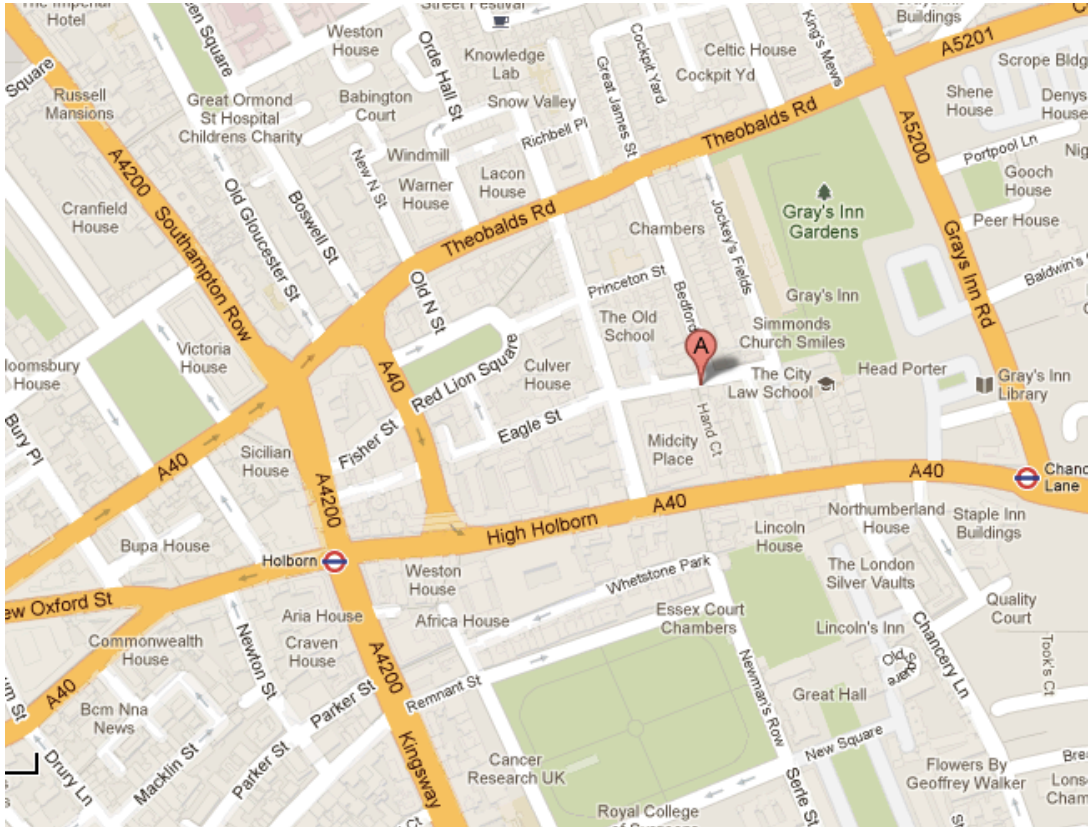 The Imperial
Hotel
Square
Russell
Mansions
A4200
Cranfield
House
Southampton Row
Great Ormond
St Hospital
Childrens Charity
Old Gloucester St
Boswell St
Weston
House
Babington
Court
New N St
Orde Hall St
Street Festival
Knowledge
Lab
Snow Valley
Richbell Pl
Windmill
Warner
House
Lacon
House
Great James St
Cockpit Yard
Celtic House
Cockpit Yd
King's Mews
Buildings
A5201
Scrope Bldg
Shene
House
Denys
House
A5200
Portpool Ln
Gooch
House
Peer House
Theobalds Rd
Theobalds Rd
Gray's Inn
Gardens
Chambers
Jockey's Fields
Grays Inn Rd
Princeton St
Bedford
Gray's Inn
Simmonds
Church Smiles
The Old
School
A
The City
Law School
Head Porter
Gray's Inn
Library
Old N St
A40
Red Lion Square
Culver
House
Eagle St
Fisher St
Hand Ct
Midcity
Place
Victoria
House
House
Bury Pl
A40
Sicilian
House
A4200
High Holborn
A40
A40
Lane
Holborn
Bupa House
Weston
House
Whetstone Park
Lincoln
House
Northumberland
House
Staple Inn
Buildings
The London
Silver Vaults
Oxford St
Aria House
Craven
House
Africa House
Essex Court
Chambers
Lincoln's Inn
Quality
Court
Commonwealth
House
Newton St
A4200
Remnant St
Newman's Row
Old Square
Chancery Ln
Took's Ct
A40
Bcm Nna
News
Parker St
Great Hall
New Square
Drury Ln
Macklin St
Parker St
Kingsway
Cancer
Research UK
Serle St
Flowers By
Geoffrey Walker
Royal College